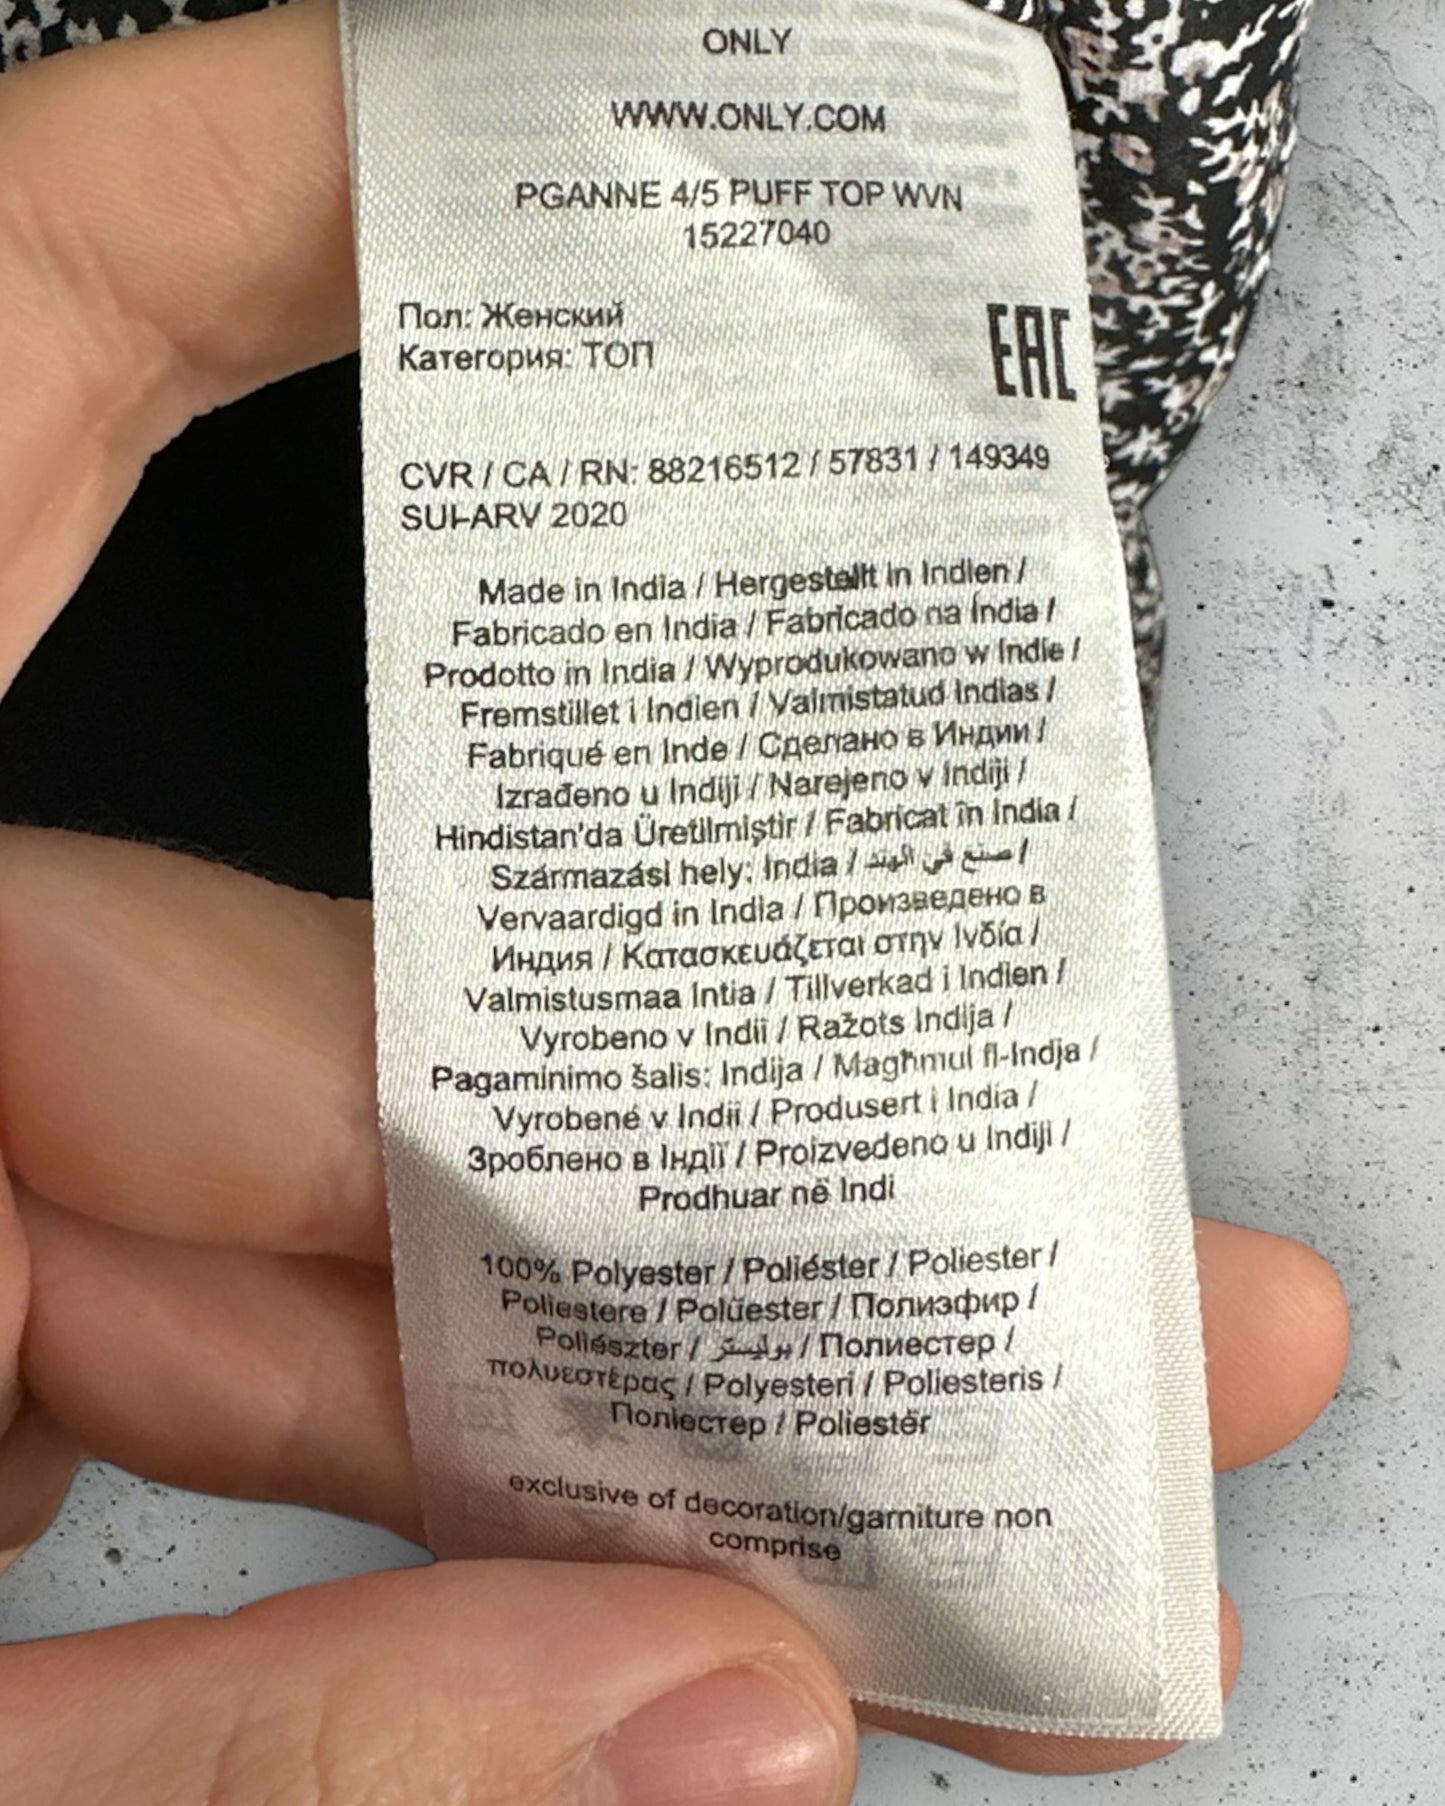 ONLY
WWW.ONLY.COM
PGANNE 4/5 PUFF TOP WVN
15227040
Пол: Женский
Категория: ТОП
EAC
CVR / CA / RN: 88216512 / 57831 / 149349
SUI-ARV 2020
Made in India / Hergestellt in Indien /
Fabricado en India / Fabricado na Índia /
Prodotto in India / Wyprodukowano w Indie /
Fremstillet i Indien / Valmistatud Indias /
Fabriqué en Inde / Сделано в Индии /
Izrađeno u Indiji / Narejeno v Indiji /
Hindistan'da Üretilmiştir / Fabricat în India /
Származási hely: India / صنع في الهند /
Vervaardigd in India / Произведено в
Индия / Κατασκευάζεται στην Ινδία /
Valmistusmaa Intia / Tillverkad i Indien /
Vyrobeno v Indii / Ražots Indija /
Pagaminimo šalis: Indija / Magħmul fl-Indja /
Vyrobené v Indii / Produsert i India /
Зроблено в Індії / Proizvedeno u Indiji /
Prodhuar në Indi
100% Polyester / Poliéster / Poliester /
Poliestere / Polüester / Полиэфир /
Poliészter / بوليستر / Полиестер /
πολυεστέρας / Polyesteri / Poliesteris /
Поліестер / Poliestër
exclusive of decoration/garniture non
comprise